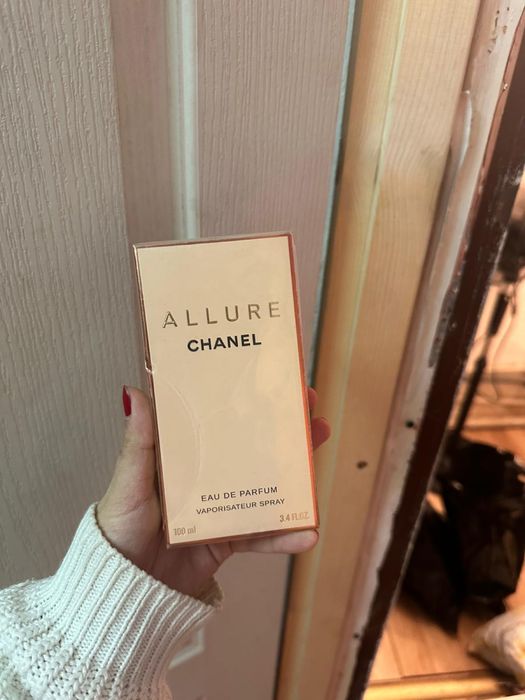 ALLURE
CHANEL
EAU DE PARFUM
VAPORISATEUR SPRAY
100 ml 3.4 FL.OZ.